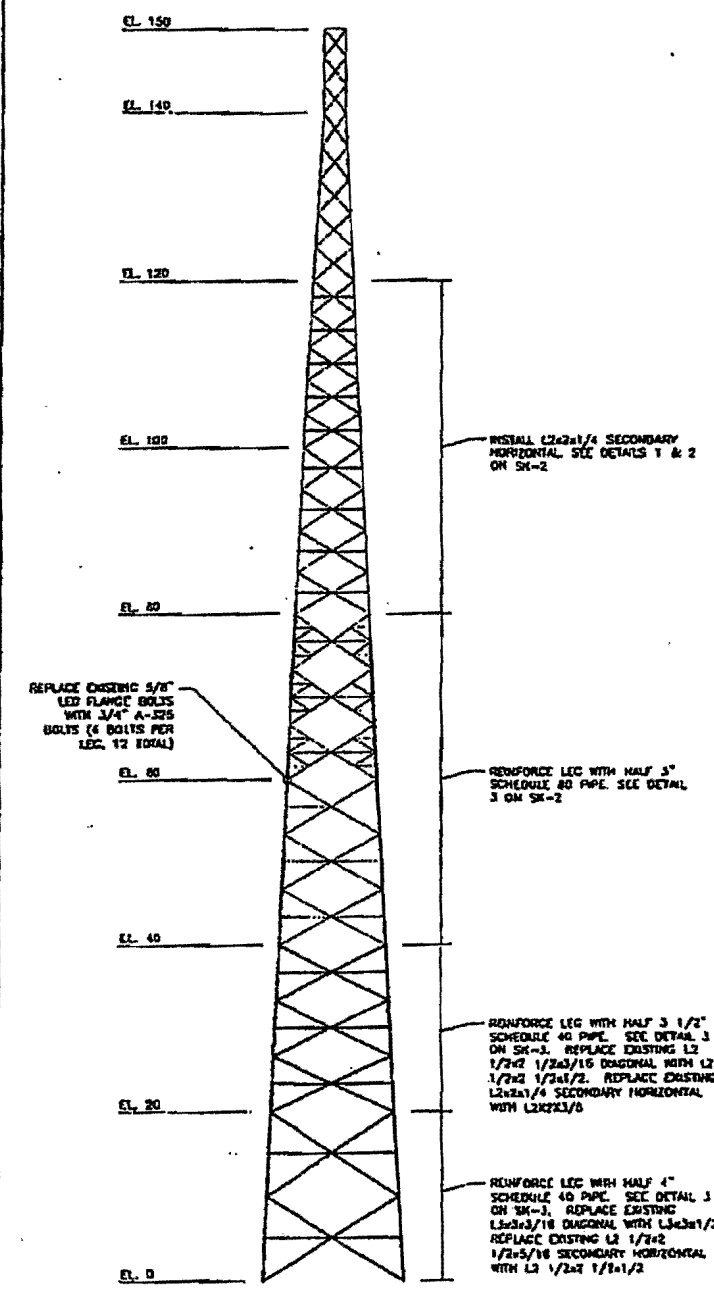 EL. 150
EL. 140
EL. 120
EL. 100
INSTALL L2x2x1/4 SECONDARY
HORIZONTAL. SEE DETAILS 1 & 2
ON SK-2
EL. 80
REPLACE EXISTING 5/8"
LEG FLANGE BOLTS
WITH 3/4" A-325
BOLTS (4 BOLTS PER
LEG, 12 TOTAL)
EL. 60
REINFORCE LEG WITH HALF 3"
SCHEDULE 80 PIPE. SEE DETAIL
3 ON SK-2
EL. 40
REINFORCE LEG WITH HALF 3 1/2"
SCHEDULE 40 PIPE. SEE DETAIL 3
ON SK-3. REPLACE EXISTING L2
1/2x2 1/2x3/16 DIAGONAL WITH L2
1/2x2 1/2x1/2. REPLACE EXISTING
L2x2x1/4 SECONDARY HORIZONTAL
WITH L2X2X3/8
EL. 20
REINFORCE LEG WITH HALF 4"
SCHEDULE 40 PIPE. SEE DETAIL 3
ON SK-3. REPLACE EXISTING
L3x3x3/16 DIAGONAL WITH L3x3x1/2
REPLACE EXISTING L2 1/2x2
1/2x5/16 SECONDARY HORIZONTAL
WITH L2 1/2x2 1/2x1/2
EL. 0